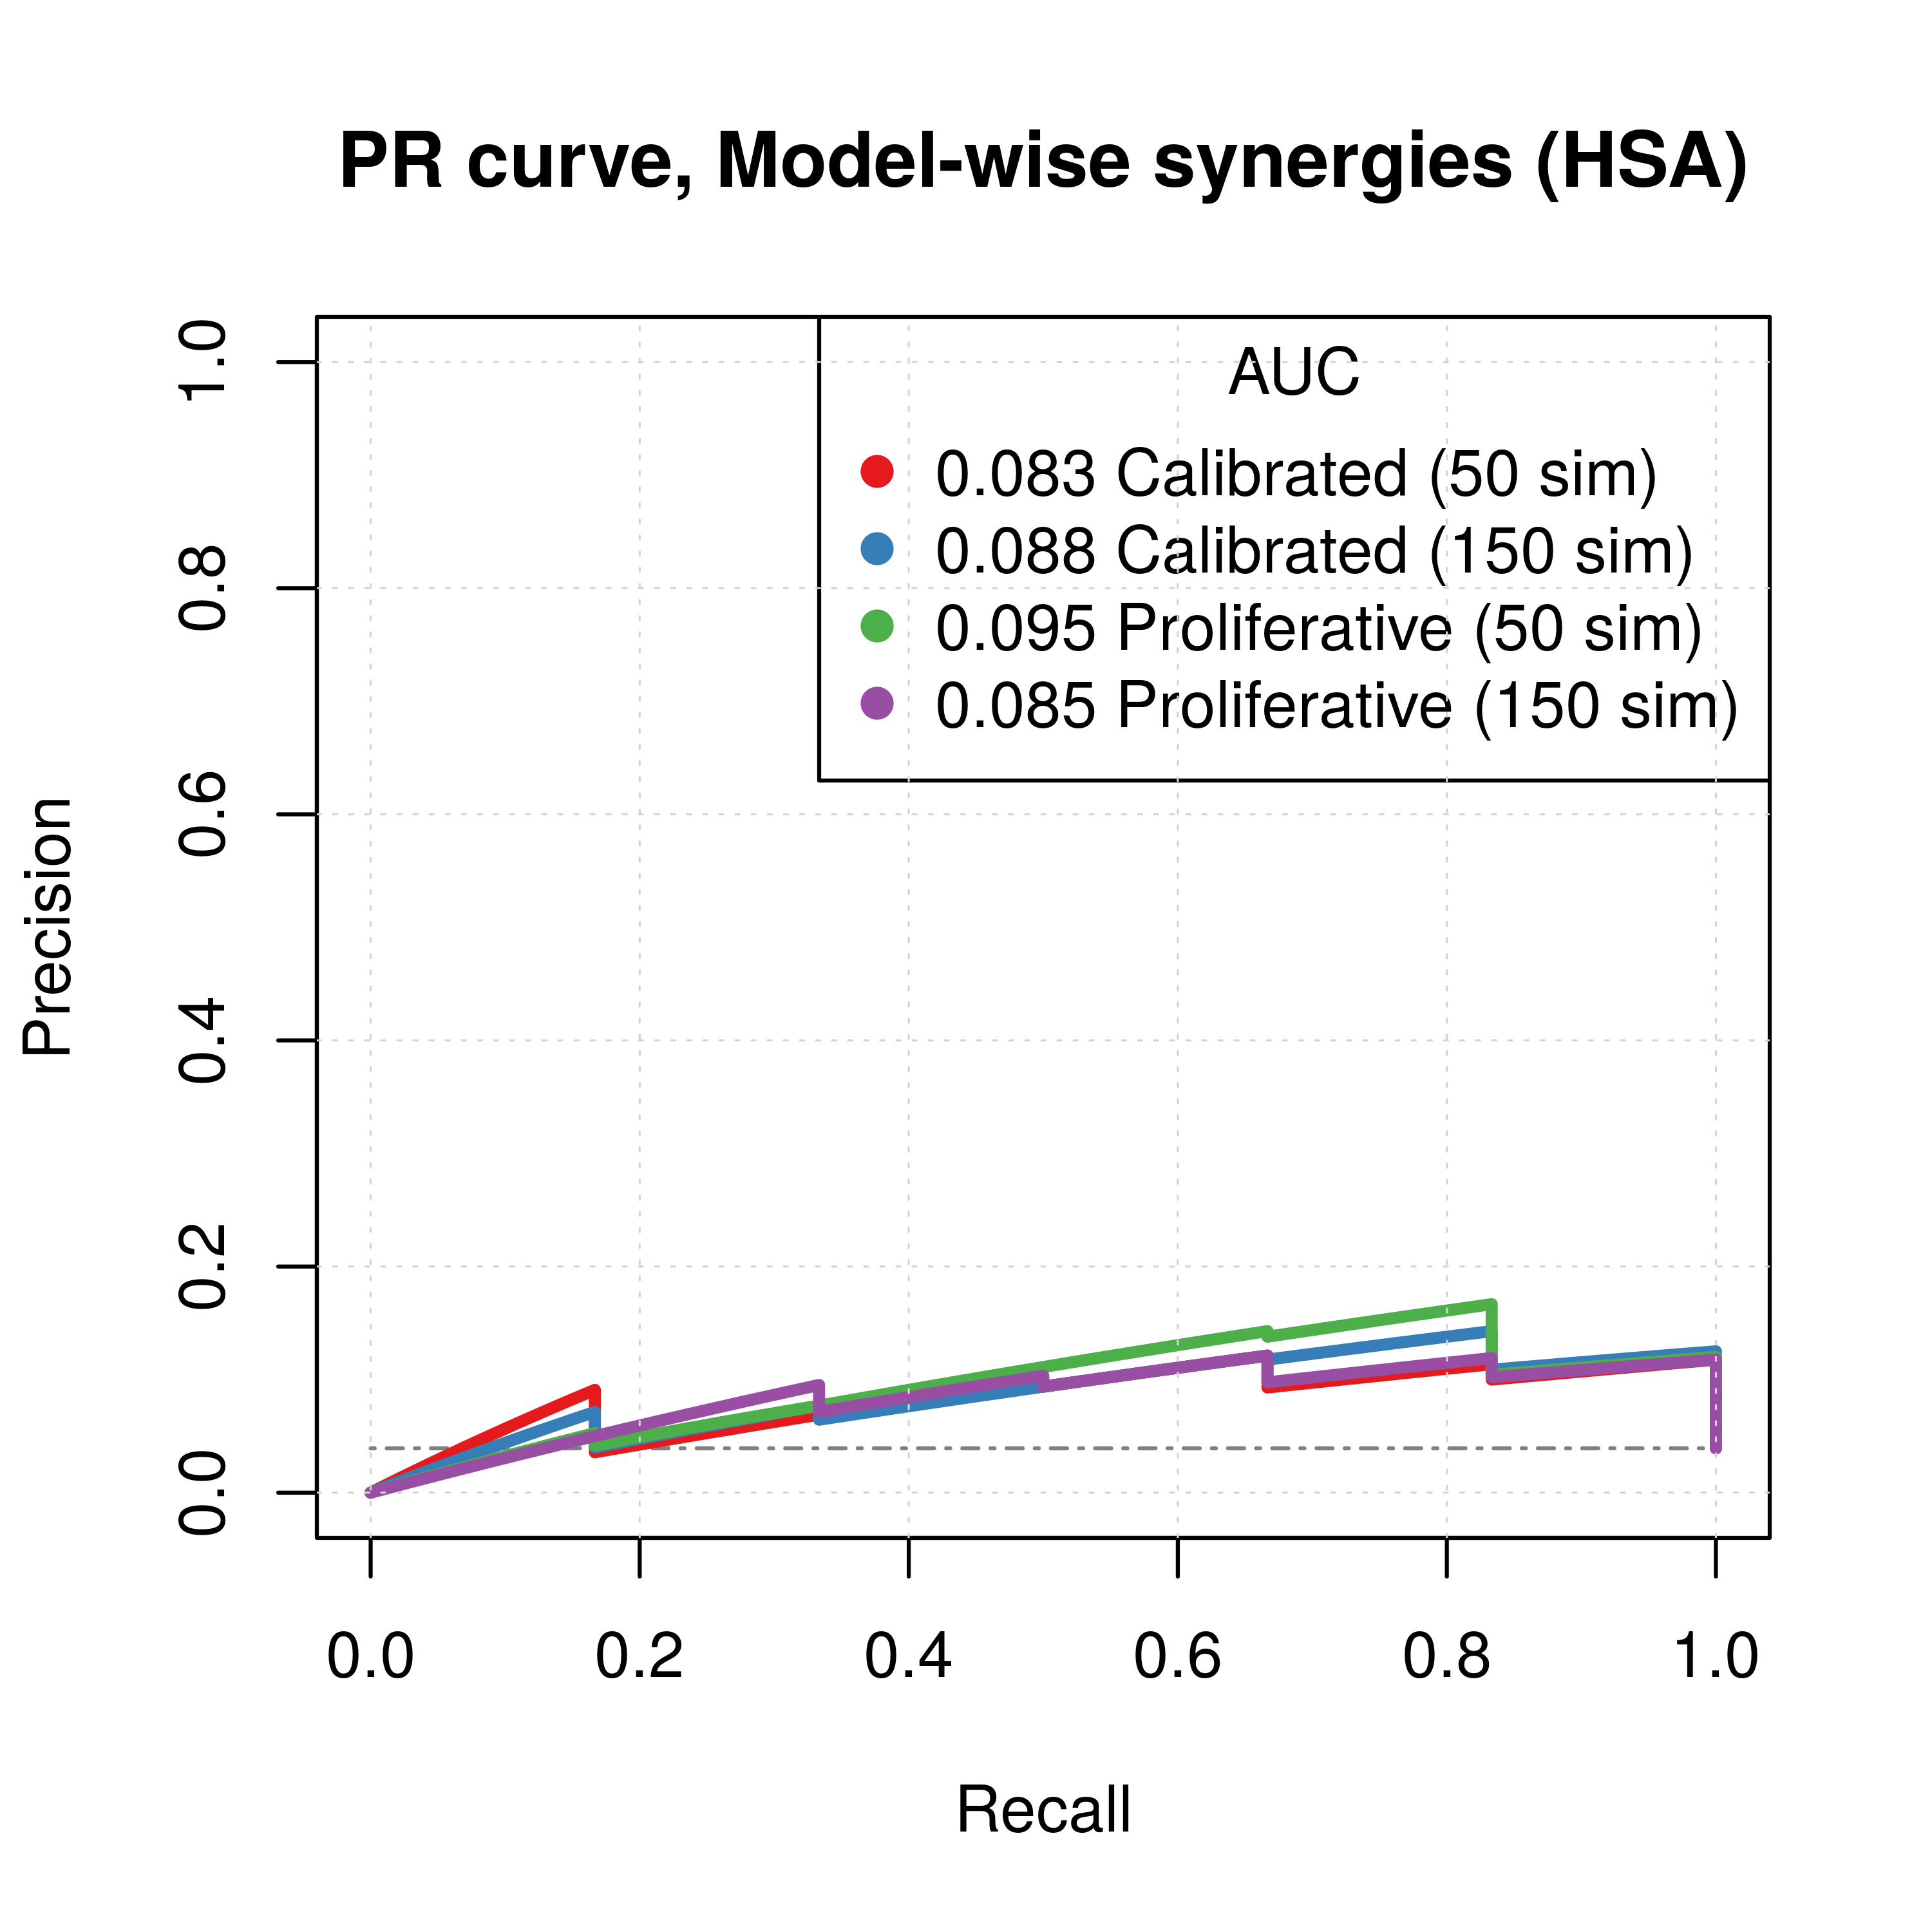 PR curve, Model-wise synergies (HSA)
AUC
0.083 Calibrated (50 sim)
0.088 Calibrated (150 sim)
0.095 Proliferative (50 sim)
0.085 Proliferative (150 sim)
Precision
1.0
0.8
0.6
0.4
0.2
0.0
0.0 0.2 0.4 0.6 0.8 1.0
Recall